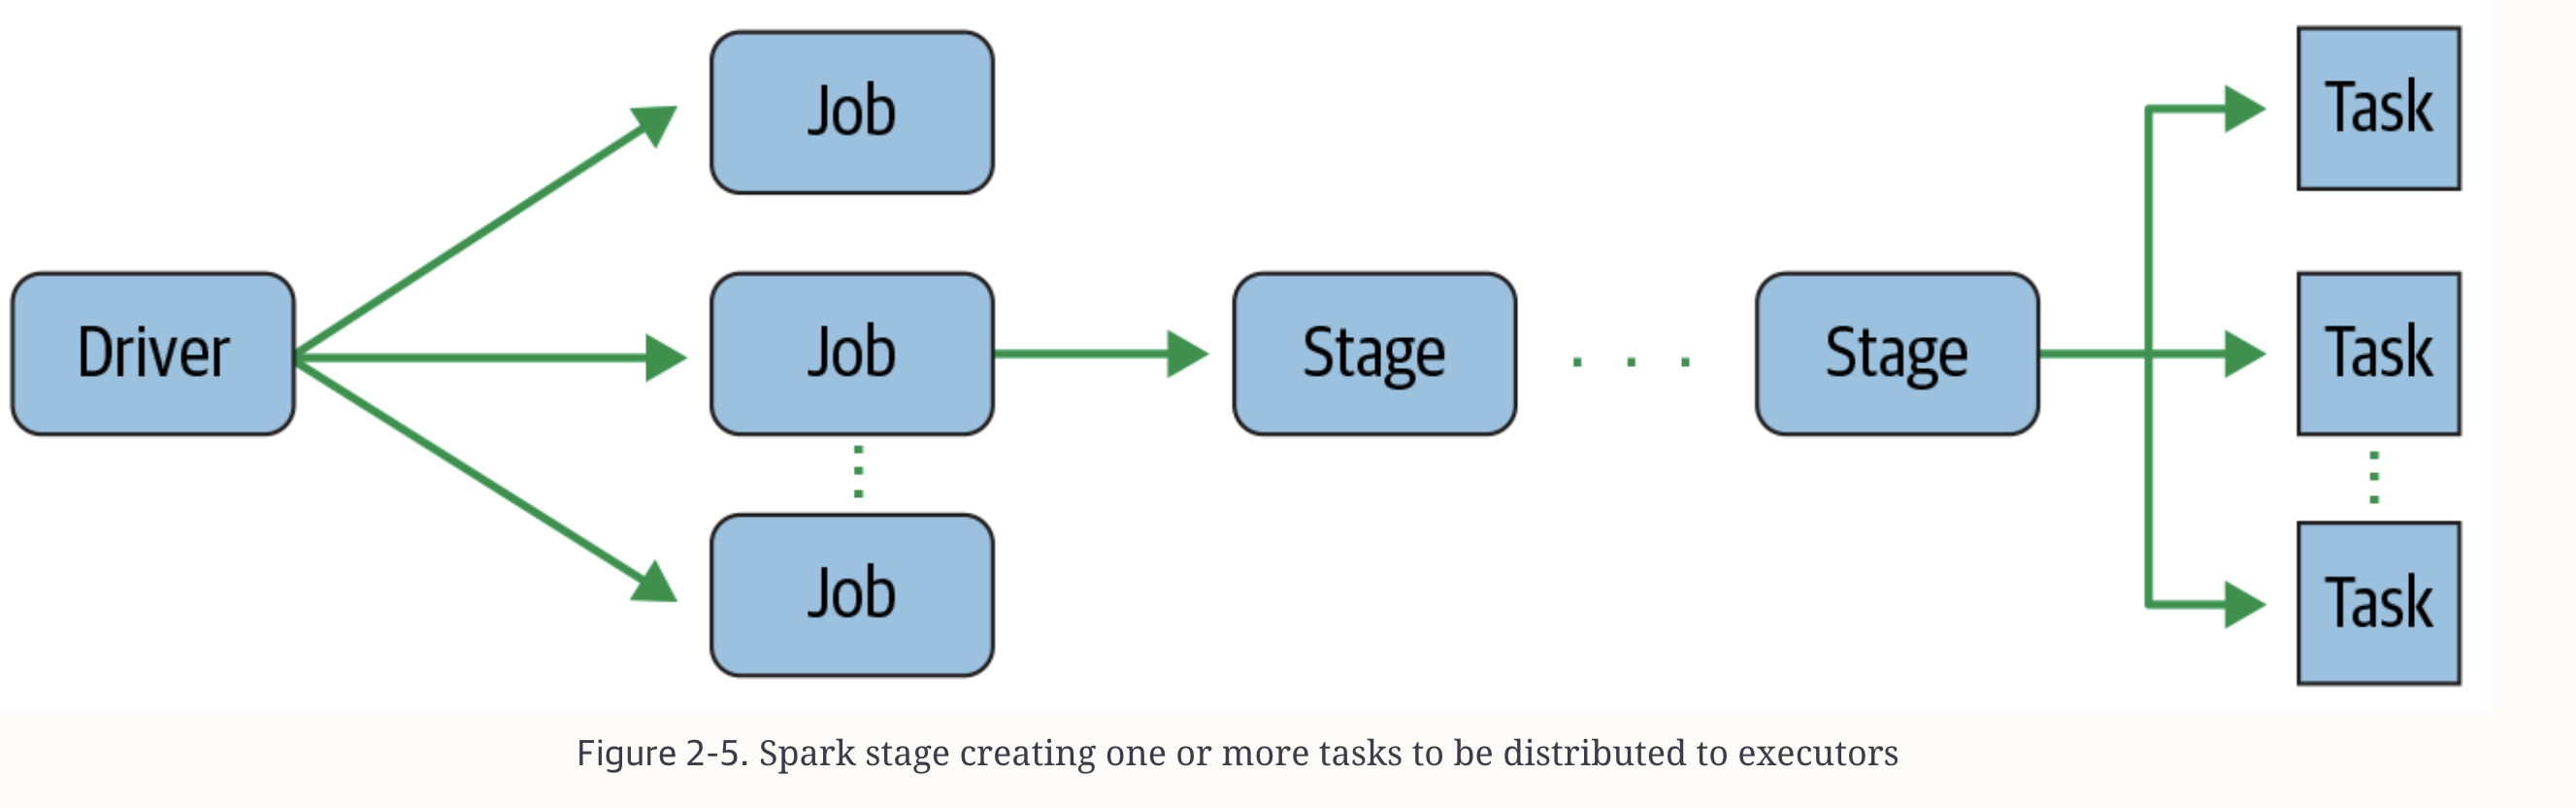 Job
Task
Driver
Job
Stage
. . .
Stage
Task
Job
Task
Figure 2-5. Spark stage creating one or more tasks to be distributed to executors